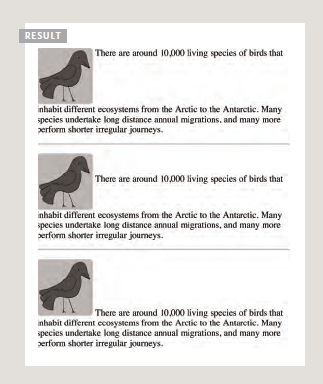 RESULT
There are around 10,000 living species of birds that
inhabit different ecosystems from the Arctic to the Antarctic. Many
species undertake long distance annual migrations, and many more
perform shorter irregular journeys.
There are around 10,000 living species of birds that
inhabit different ecosystems from the Arctic to the Antarctic. Many
species undertake long distance annual migrations, and many more
perform shorter irregular journeys.
There are around 10,000 living species of birds that
inhabit different ecosystems from the Arctic to the Antarctic. Many
species undertake long distance annual migrations, and many more
perform shorter irregular journeys.